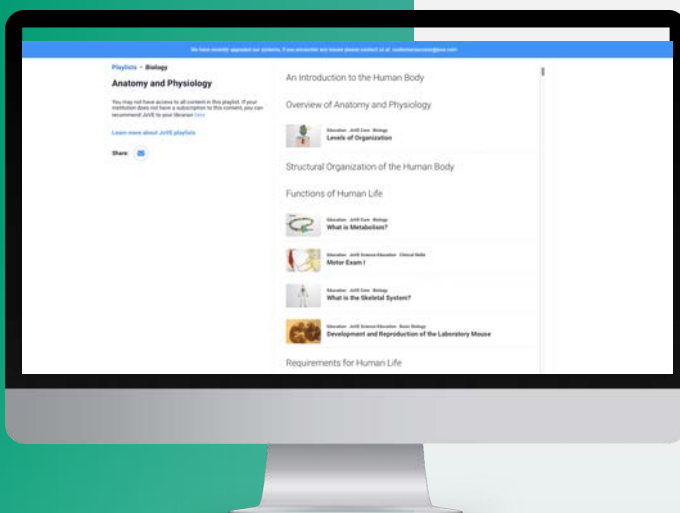 We have recently upgraded our systems, if you encounter any issues please contact us at: customersuccess@jove.com
Playlists • Biology
Anatomy and Physiology
You may not have access to all content in this playlist. If your
institution does not have a subscription to this content, you can
recommend JoVE to your librarian here
Learn more about JoVE playlists
Share:
An Introduction to the Human Body
Overview of Anatomy and Physiology
Education JoVE Core Biology
Levels of Organization
Structural Organization of the Human Body
Functions of Human Life
Education JoVE Core Biology
What is Metabolism?
Education JoVE Science Education Clinical Skills
Motor Exam I
Education JoVE Core Biology
What is the Skeletal System?
Education JoVE Science Education Basic Biology
Development and Reproduction of the Laboratory Mouse
Requirements for Human Life